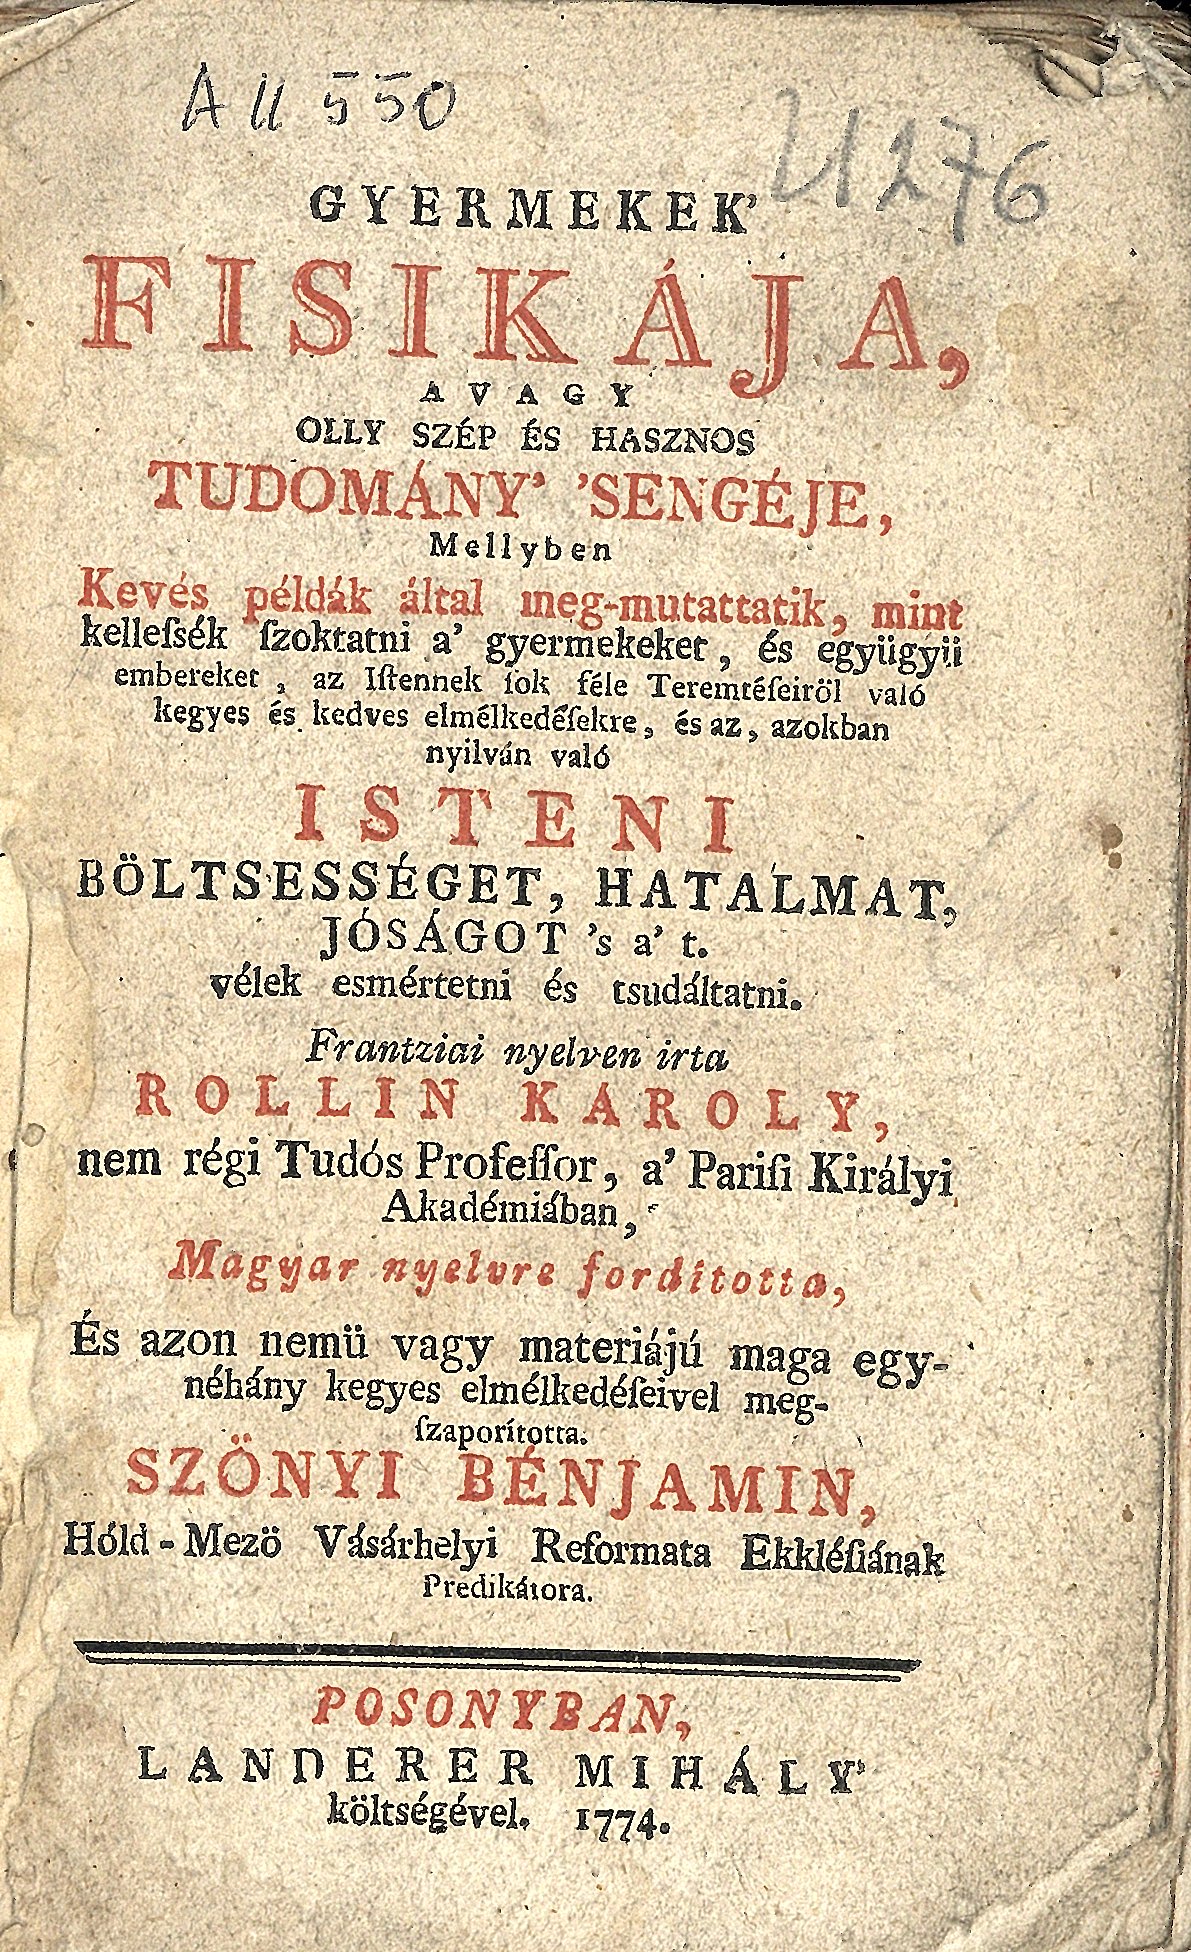 A II 550
U 276
GYERMEKEK’
FISIKÁJA,
AVAGY
OLLY SZÉP ÉS HASZNOS
TUDOMÁNY’ ’SENGÉJE,
Mellyben
Kevés példák által meg-mutattatik, mint
kelleſsék ſzoktatni a’ gyermekeket, és együgyü
embereket, az Iſtennek ſok féle Teremtéſeiröl való
kegyes és kedves elmélkedéſekre, és az, azokban
nyilván való
ISTENI
BÖLTSESSÉGET, HATALMAT,
JÓSÁGOT ’s a’ t.
vélek esmértetni és tsudáltatni.
Frantziai nyelven irta
ROLLIN KAROLY,
nem régi Tudós Profeſſor, a’ Pariſi Királyi
Akadémiában,
Magyar nyelvre fordította,
És azon nemü vagy materiájú maga egy-
néhány kegyes elmélkedéſeivel meg-
ſzaporította.
SZÖNYI BÉNJAMIN,
Hóld-Mezö Vásárhelyi Reformata Ekkléſiának
Predikátora.
POSONYBAN,
LANDERER MIHÁLY’
költségével. 1774.